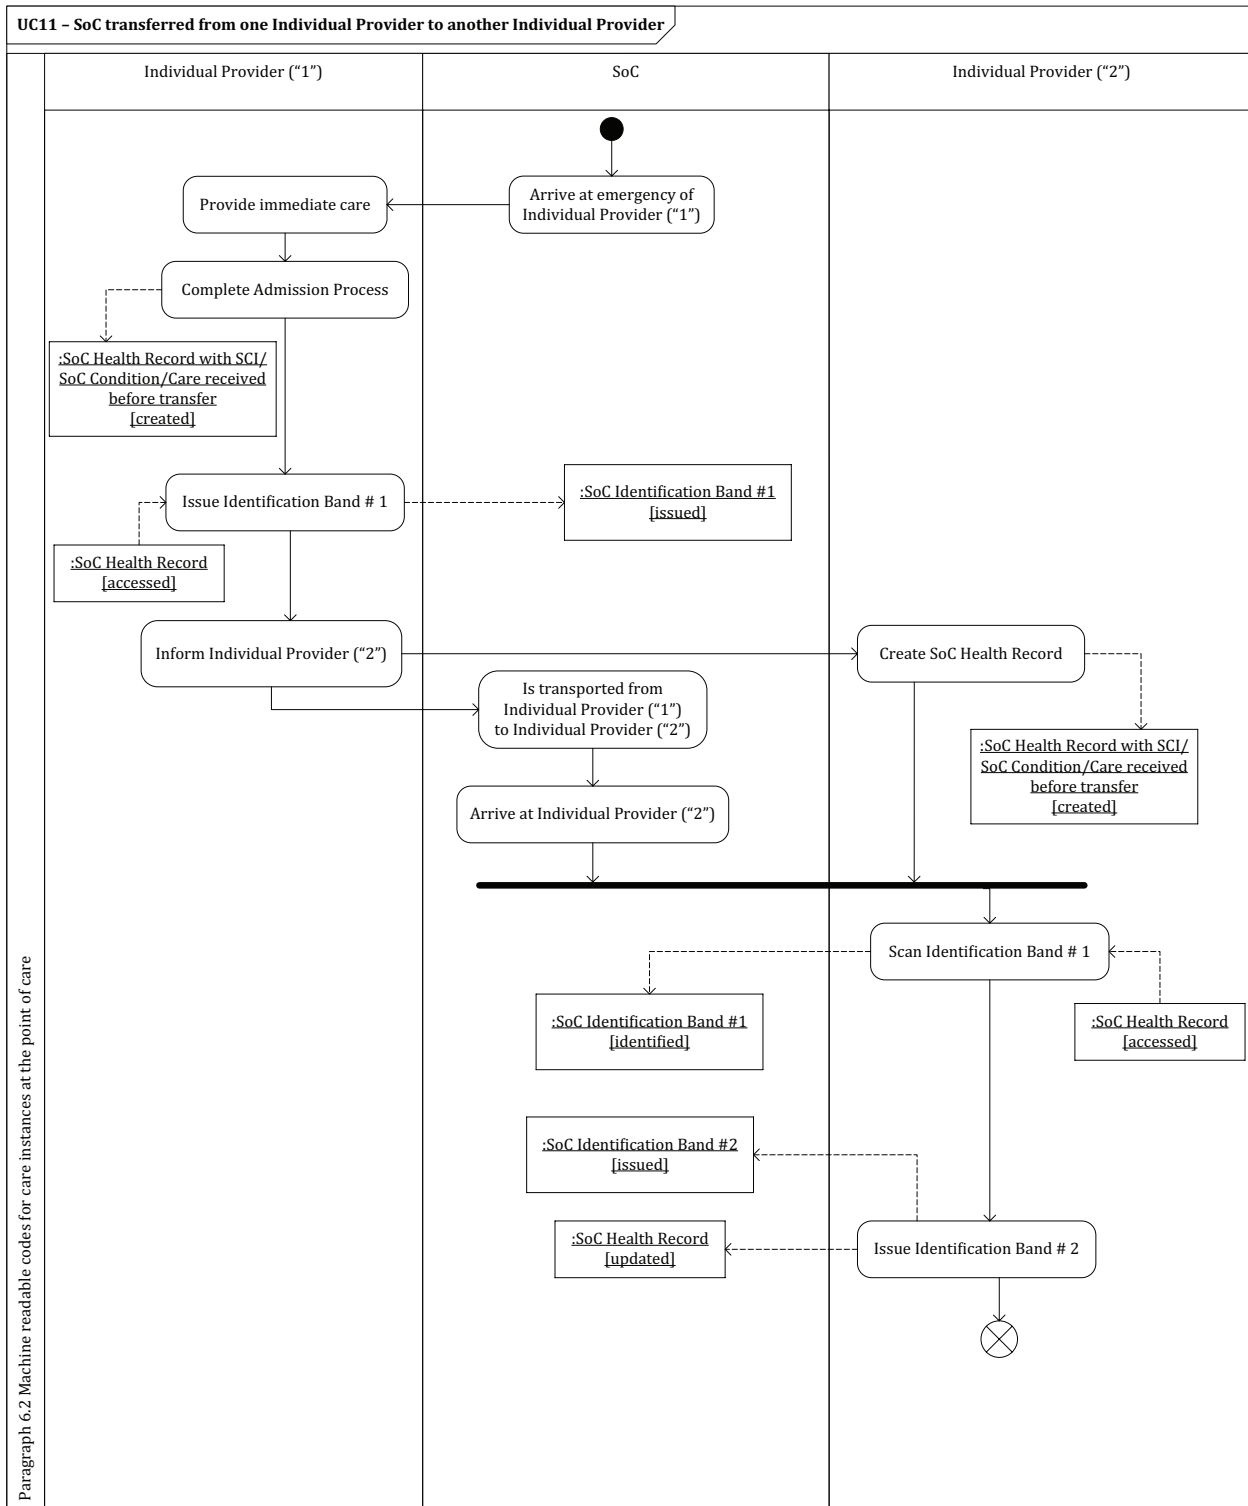 UC11 – SoC transferred from one Individual Provider to another Individual Provider
Individual Provider (“1”)
SoC
Individual Provider (“2”)
Arrive at emergency of
Individual Provider (“1”)
Provide immediate care
Complete Admission Process
:SoC Health Record with SCI/
SoC Condition/Care received
before transfer
[created]
Issue Identification Band # 1
:SoC Identification Band #1
[issued]
:SoC Health Record
[accessed]
Inform Individual Provider (“2”)
Create SoC Health Record
Is transported from
Individual Provider (“1”)
to Individual Provider (“2”)
:SoC Health Record with SCI/
SoC Condition/Care received
before transfer
[created]
Arrive at Individual Provider (“2”)
Scan Identification Band # 1
:SoC Identification Band #1
[identified]
:SoC Health Record
[accessed]
:SoC Identification Band #2
[issued]
:SoC Health Record
[updated]
Issue Identification Band # 2
Paragraph 6.2 Machine readable codes for care instances at the point of care